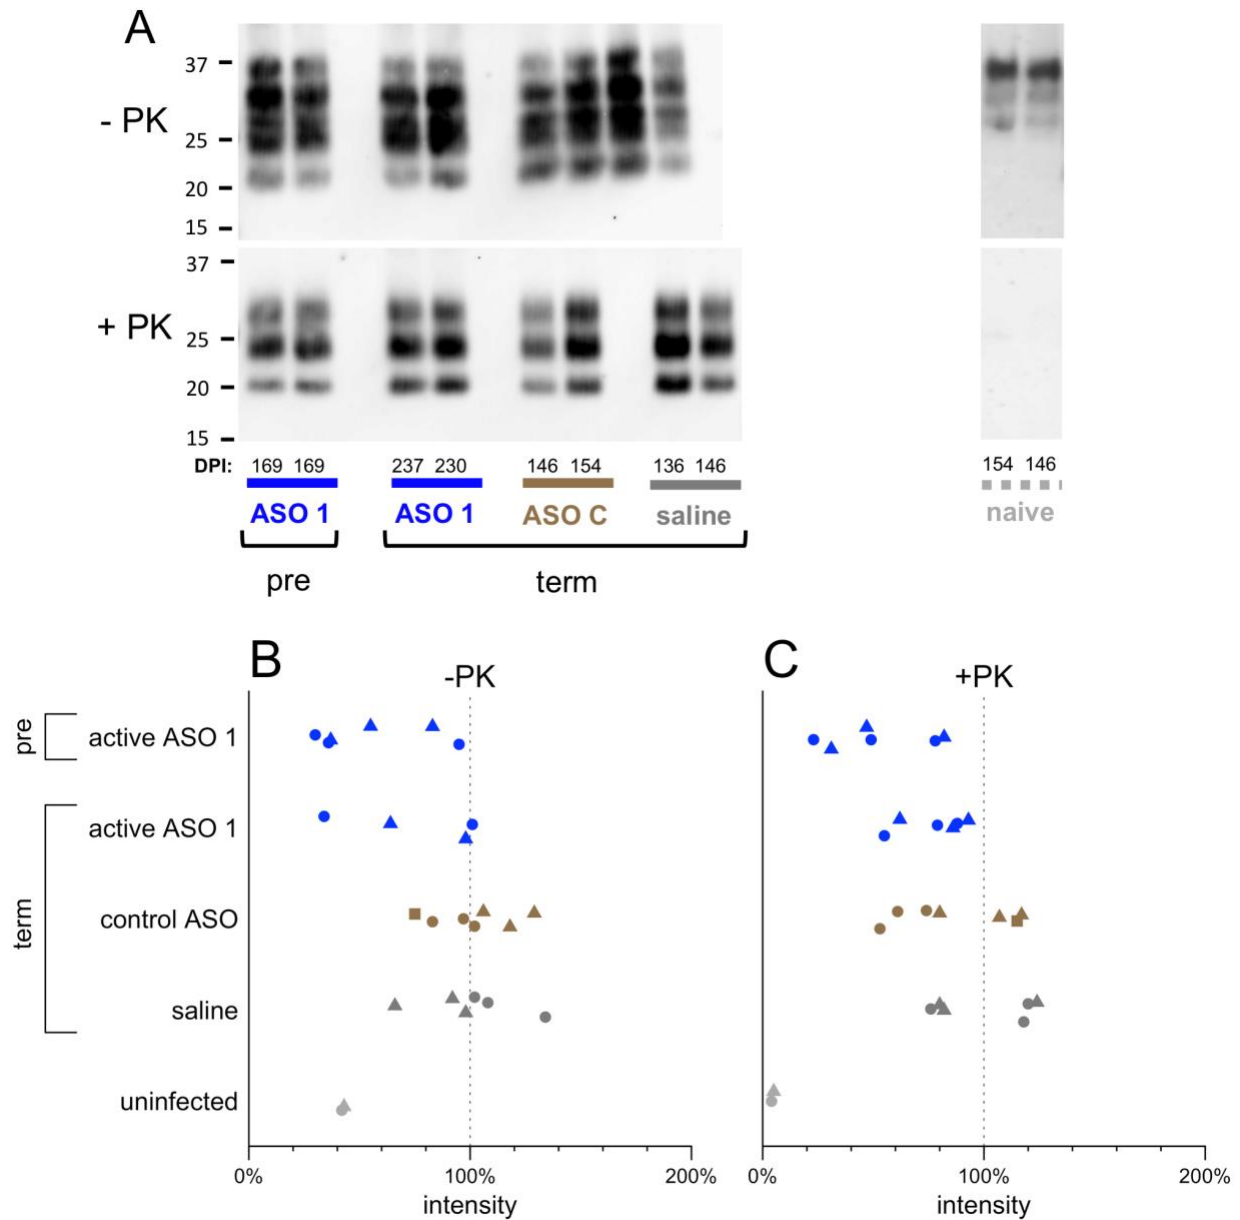 A
37
- PK
25
20
15
37
+ PK
25
20
15
DPI: 169 169 237 230 146 154 136 146 154 146
ASO 1 ASO 1 ASO C saline naive
pre term
B C
-PK +PK
pre active ASO 1
active ASO 1
term control ASO
saline
uninfected
0% 100% 200% 0% 100% 200%
intensity intensity